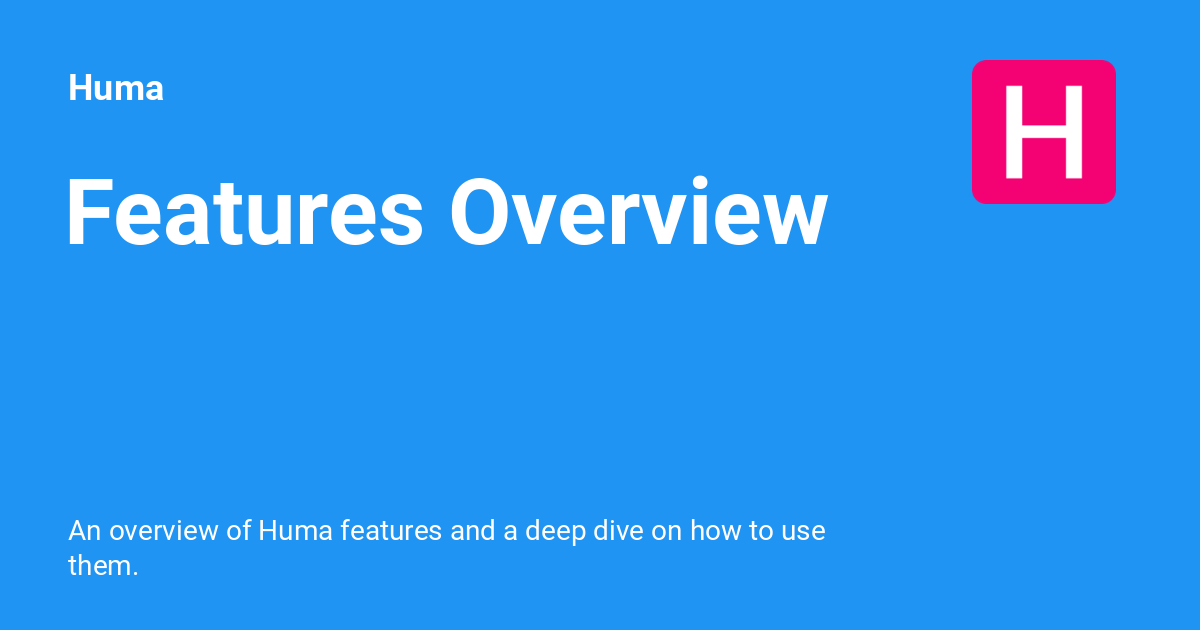 Huma
H
Features Overview
An overview of Huma features and a deep dive on how to use
them.